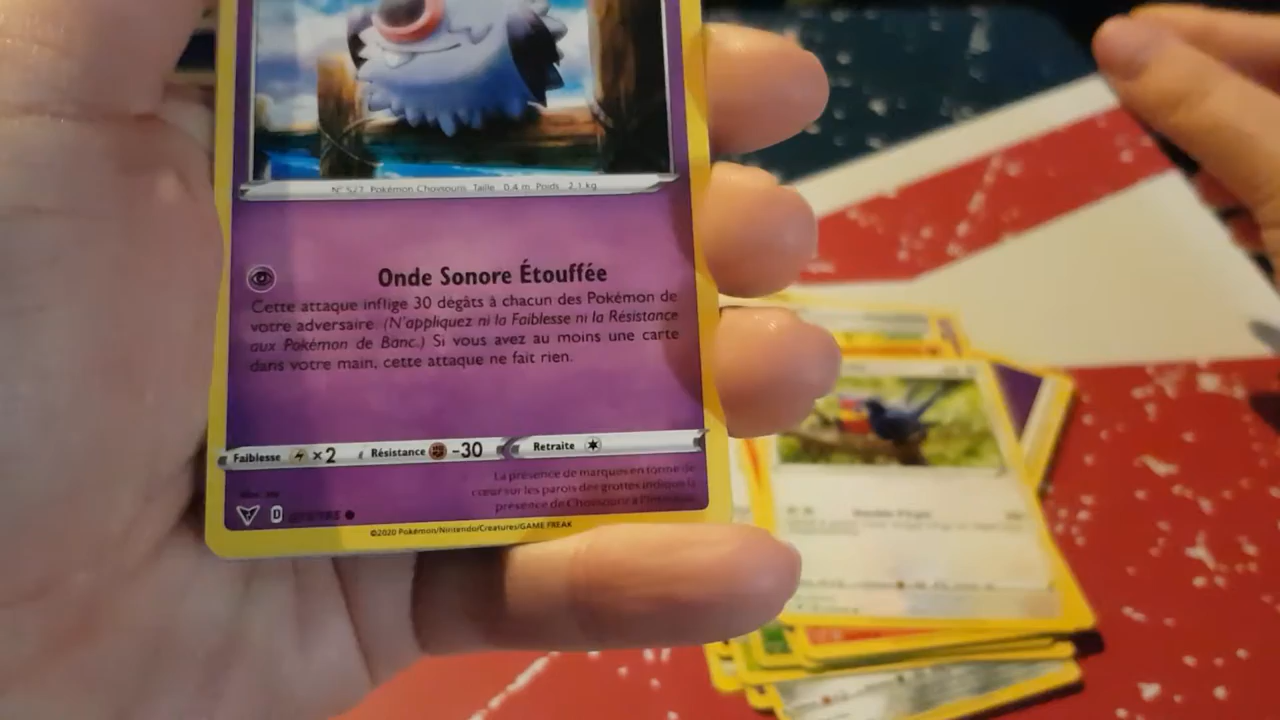 N° 527 Pokémon Chovsouris Taille 0,4 m Poids 2,1 kg
Onde Sonore Étouffée
Cette attaque inflige 30 dégâts à chacun des Pokémon de
votre adversaire. (N'appliquez ni la Faiblesse ni la Résistance
aux Pokémon de Banc.) Si vous avez au moins une carte
dans votre main, cette attaque ne fait rien.
Faiblesse ×2 Résistance -30 Retraite
La présence de marques en forme de
cœur sur les parois des grottes indique la
présence de Chovsouris à
D
©2020 Pokémon/Nintendo/Creatures/GAME FREAK